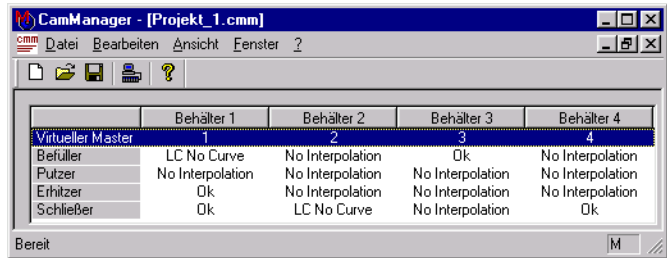 CamManager - [Projekt_1.cmm]
cmm Datei Bearbeiten Ansicht Fenster ?
Behälter 1 Behälter 2 Behälter 3 Behälter 4
Virtueller Master 1 2 3 4
Befüller LC No Curve No Interpolation Ok No Interpolation
Putzer No Interpolation No Interpolation No Interpolation No Interpolation
Erhitzer Ok No Interpolation No Interpolation No Interpolation
Schließer Ok LC No Curve No Interpolation Ok
Bereit M